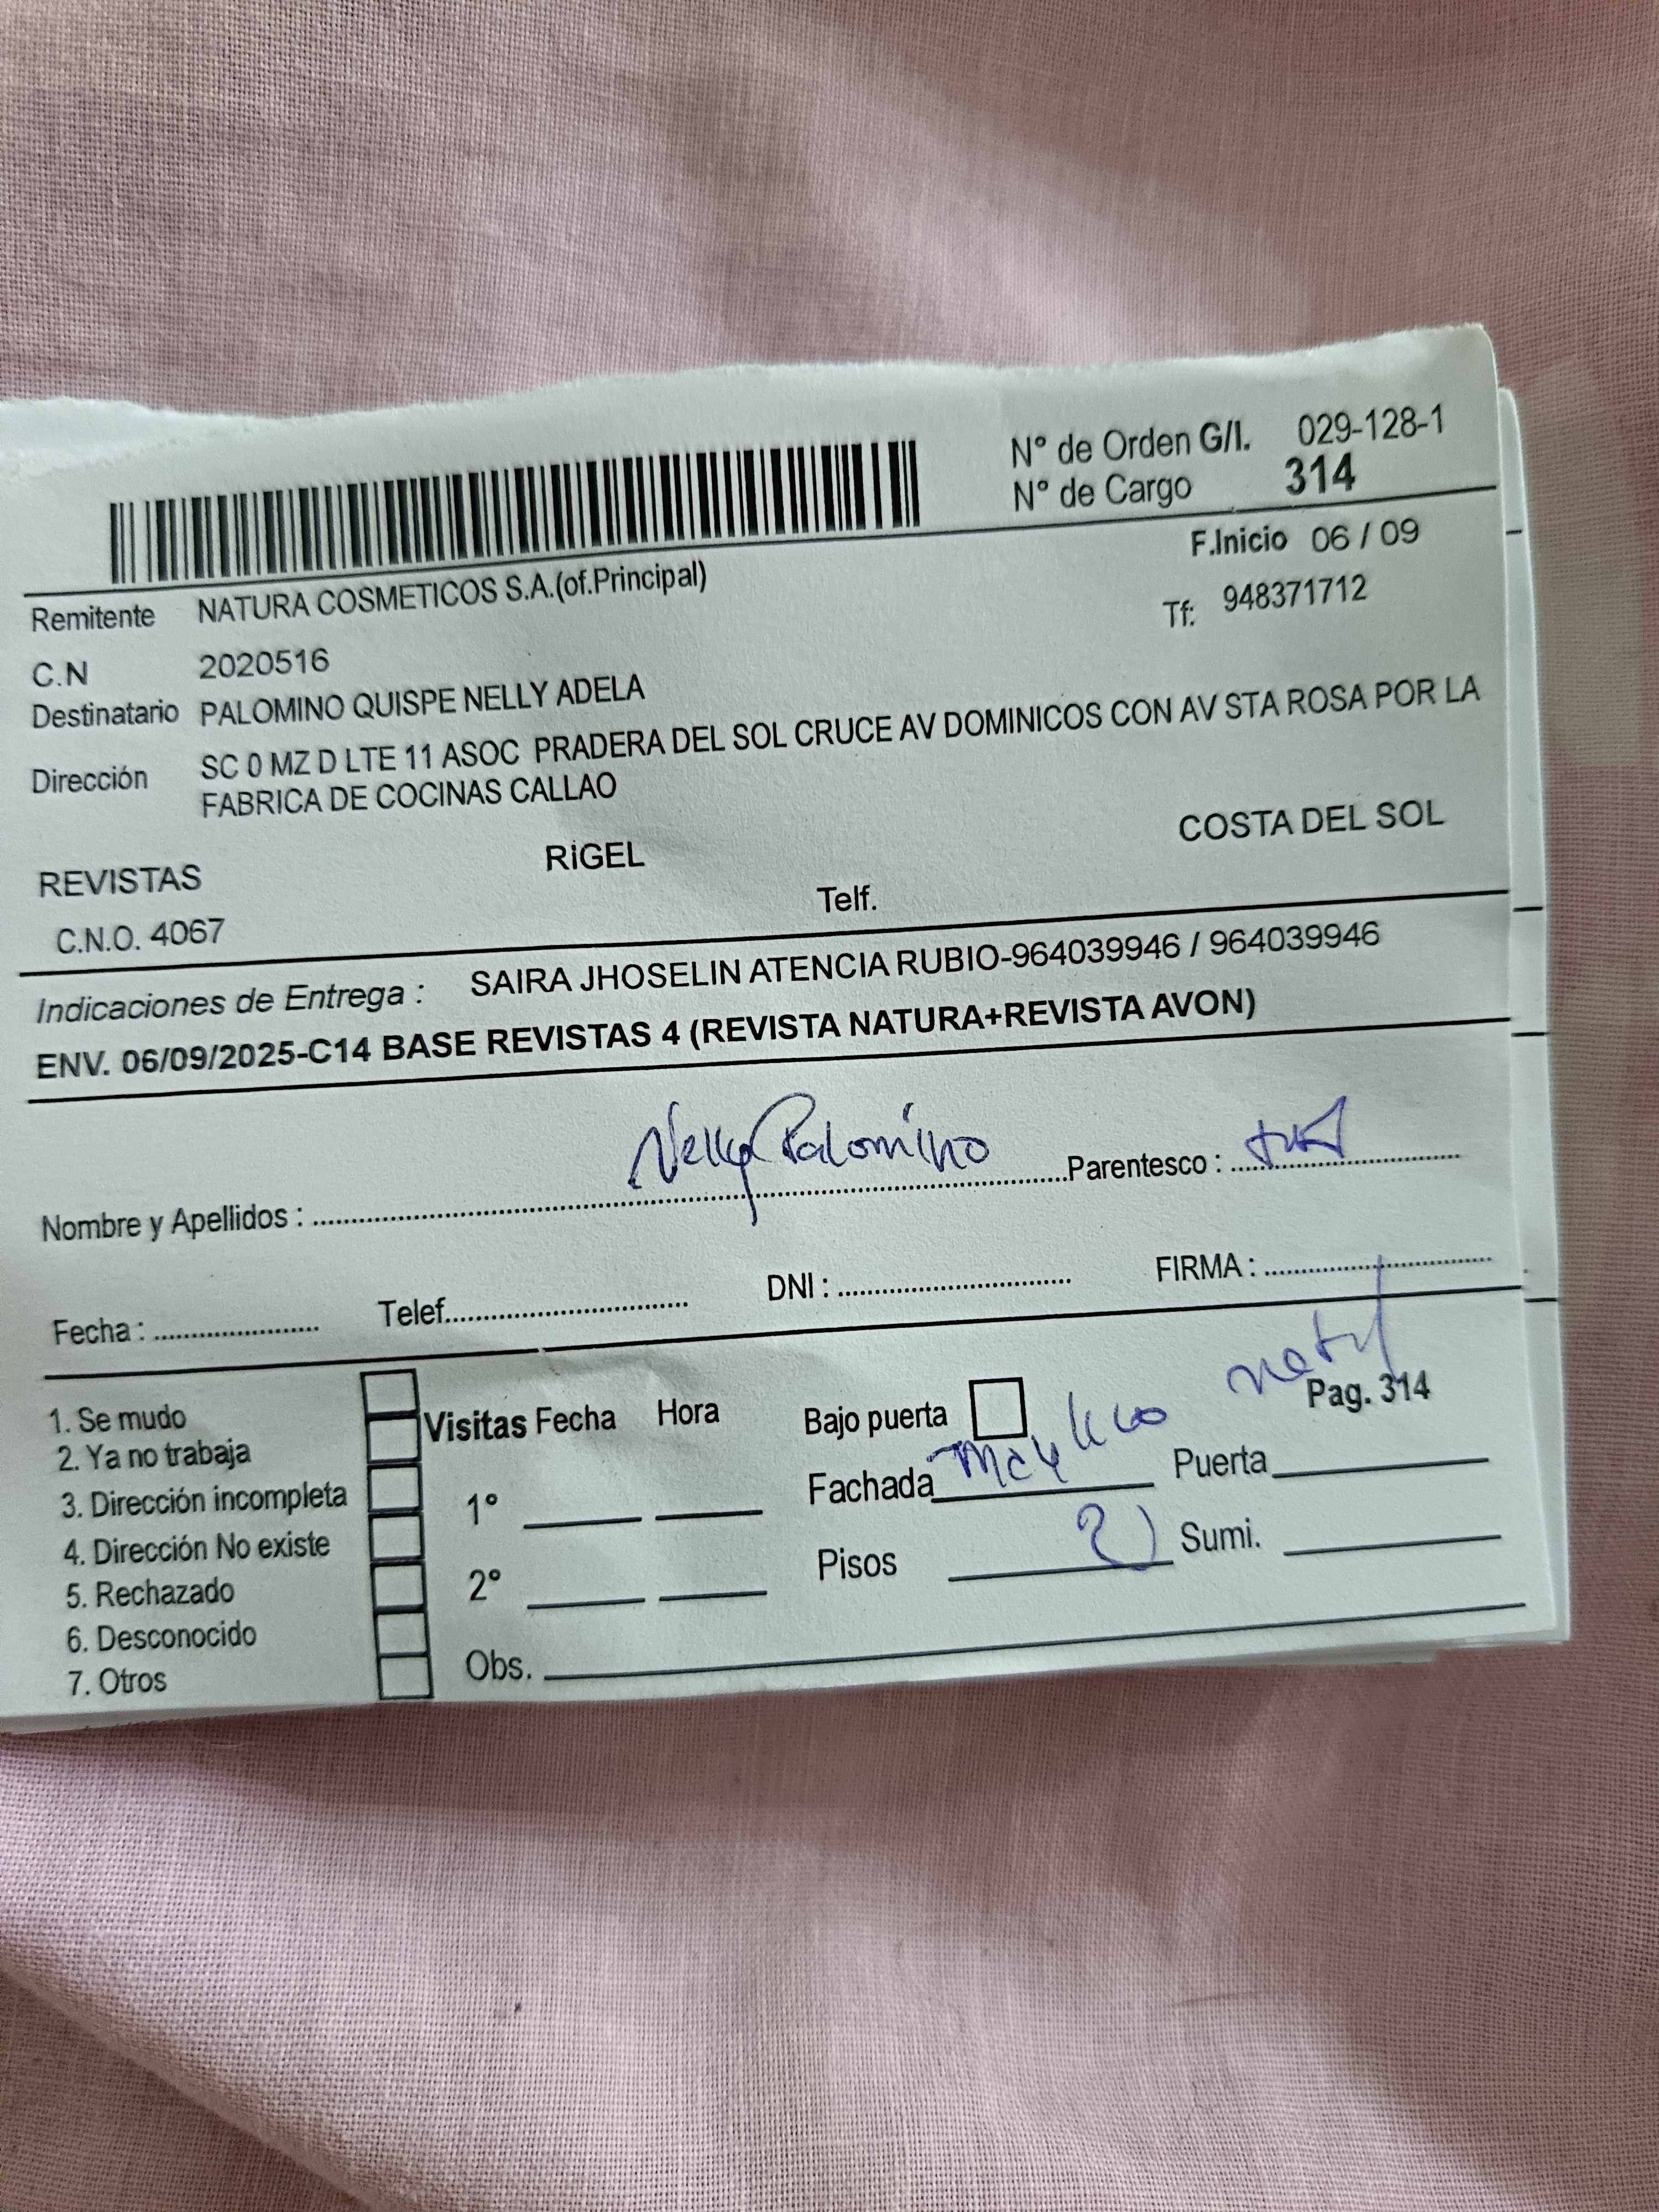 N° de Orden G/I. 029-128-1
N° de Cargo 314
F.Inicio 06 / 09
Remitente NATURA COSMETICOS S.A.(of.Principal)
Tf: 948371712
C.N 2020516
Destinatario PALOMINO QUISPE NELLY ADELA
Dirección SC 0 MZ D LTE 11 ASOC PRADERA DEL SOL CRUCE AV DOMINICOS CON AV STA ROSA POR LA
FABRICA DE COCINAS CALLAO
REVISTAS RiGEL COSTA DEL SOL
C.N.O. 4067 Telf.
Indicaciones de Entrega : SAIRA JHOSELIN ATENCIA RUBIO-964039946 / 964039946
ENV. 06/09/2025-C14 BASE REVISTAS 4 (REVISTA NATURA+REVISTA AVON)
Nombre y Apellidos : Nelly Palomino Parentesco :
Fecha : Telef. DNI : FIRMA :
Pag. 314
1. Se mudo
2. Ya no trabaja
3. Dirección incompleta
4. Dirección No existe
5. Rechazado
6. Desconocido
7. Otros
Visitas Fecha Hora
1°
2°
Obs.
Bajo puerta
Fachada Puerta
Pisos Sumi.